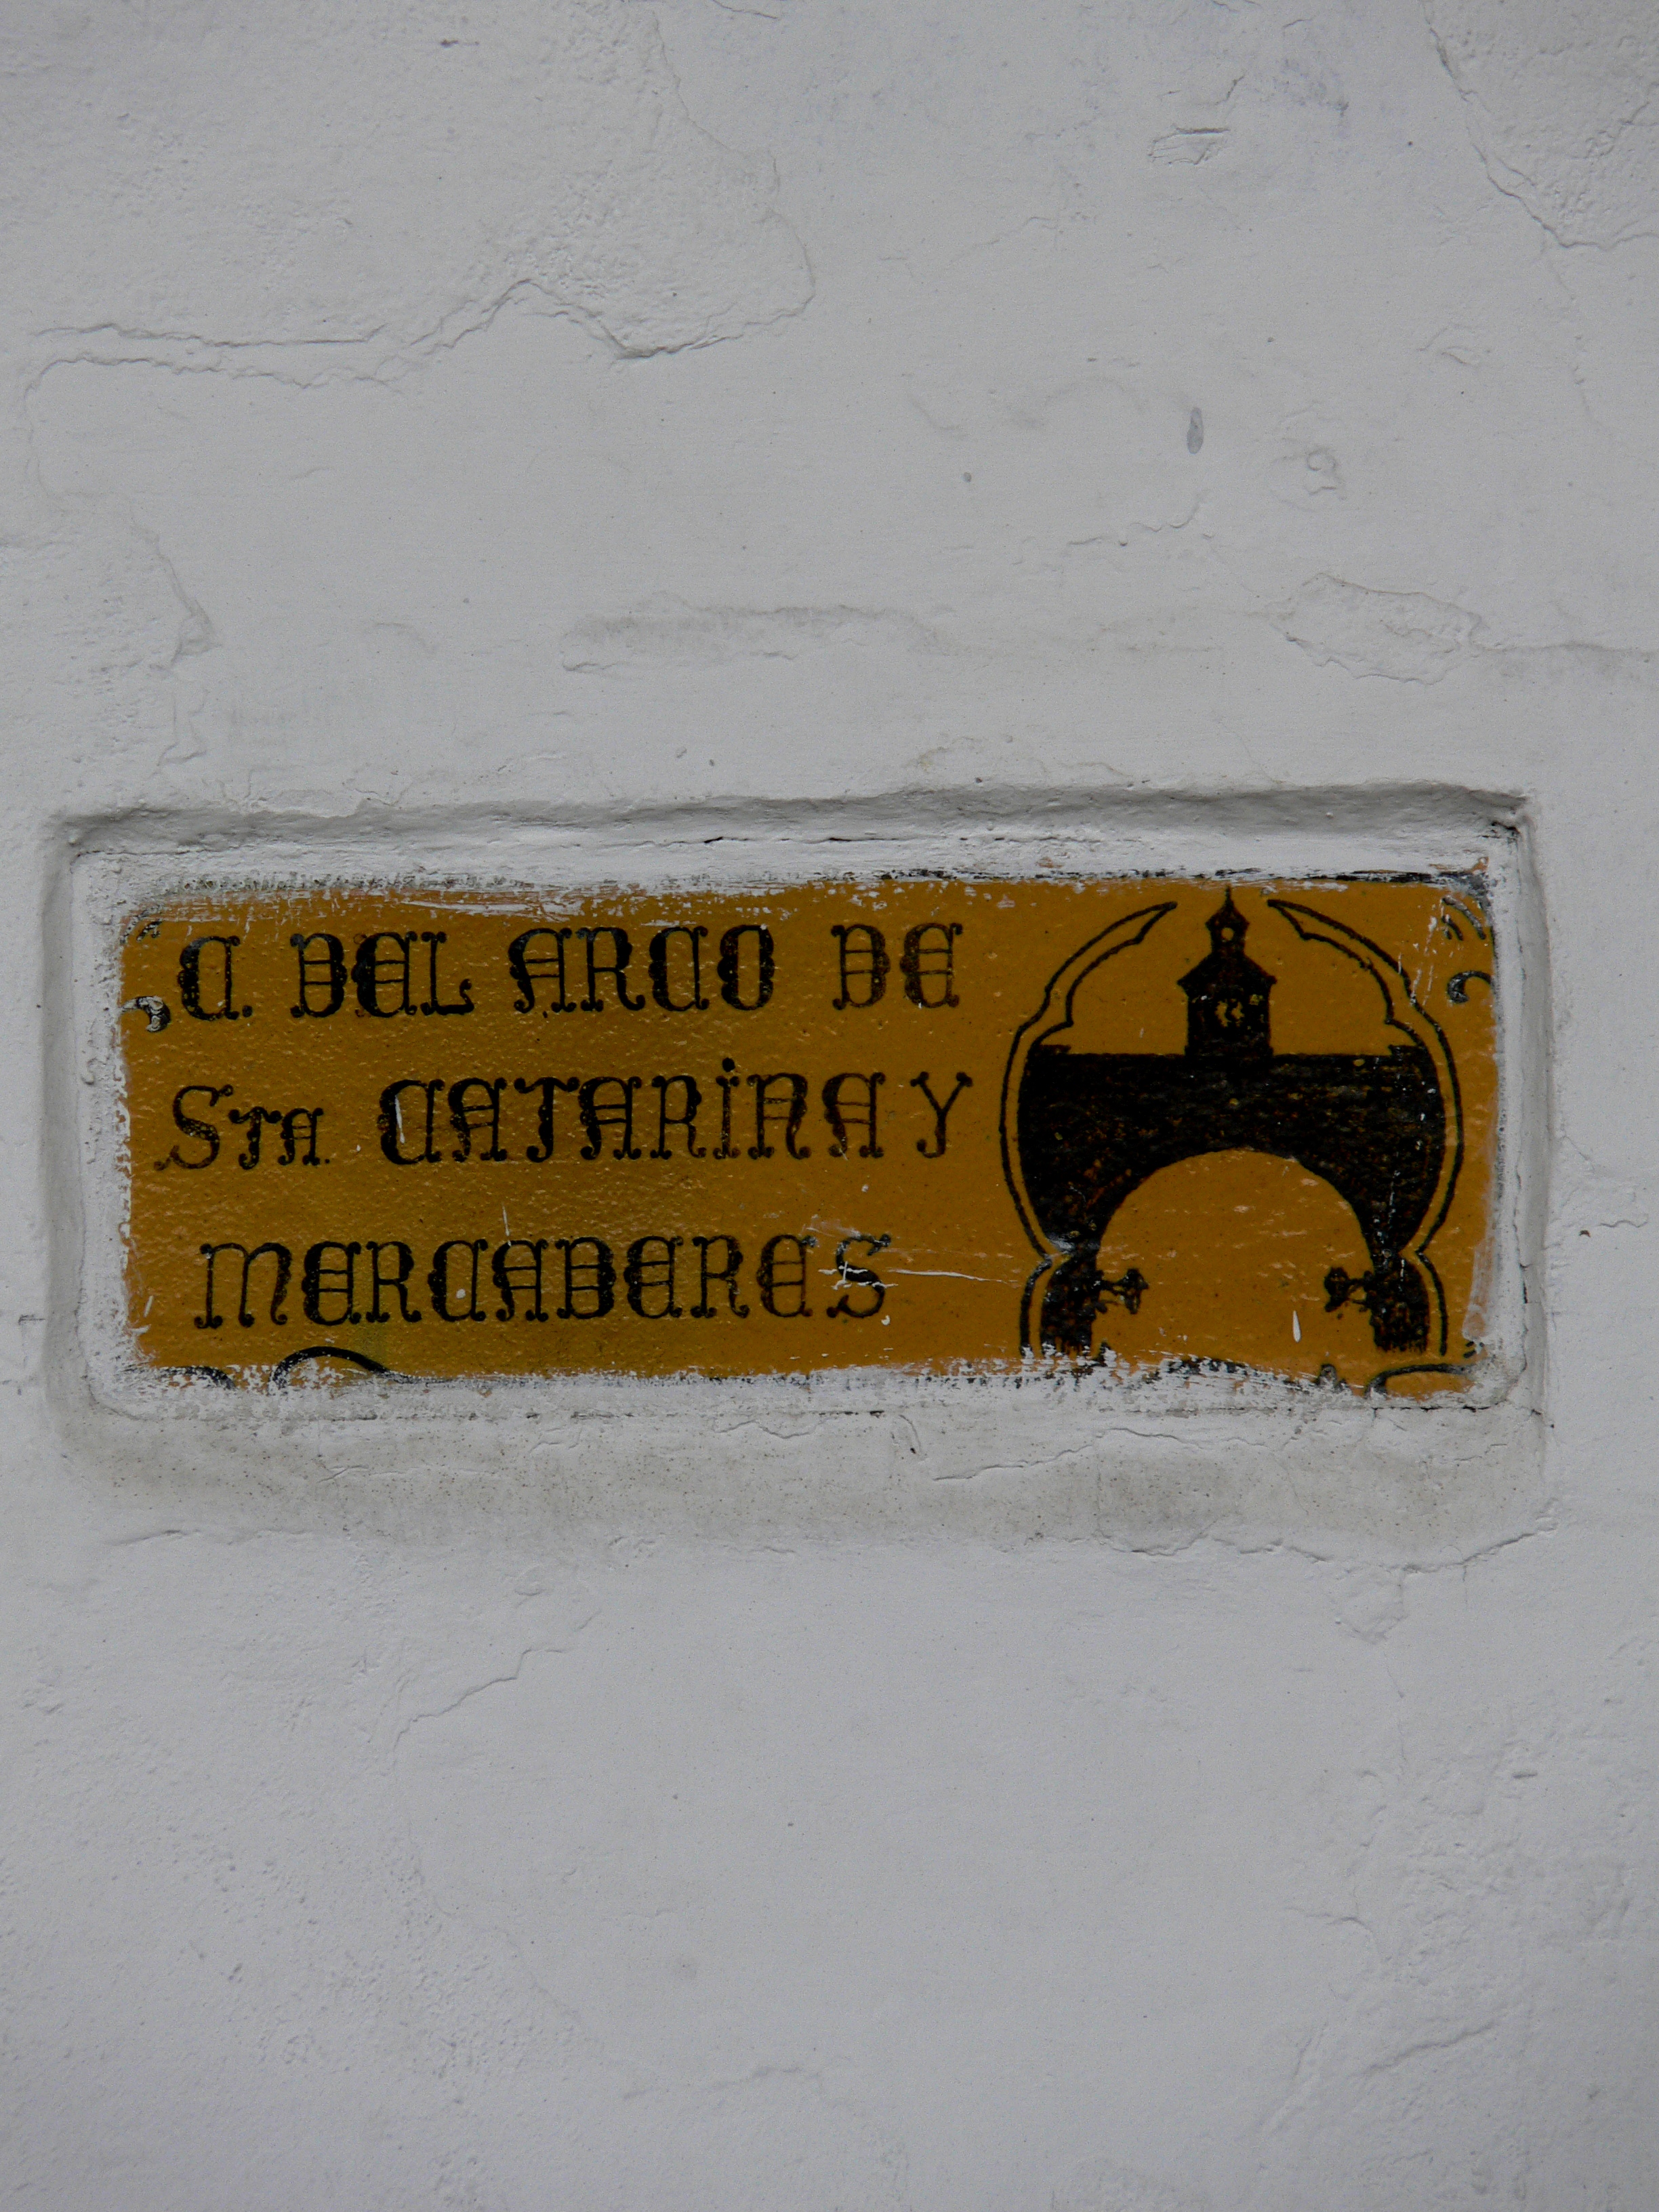 C. DEL ARCO DE
STA. CATARINA Y
MERCADERES